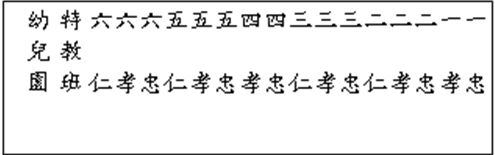 一忠
一孝
二忠
二孝
二仁
三忠
三孝
三仁
四忠
四孝
五忠
五孝
五仁
六忠
六孝
六仁
特教班
幼兒園